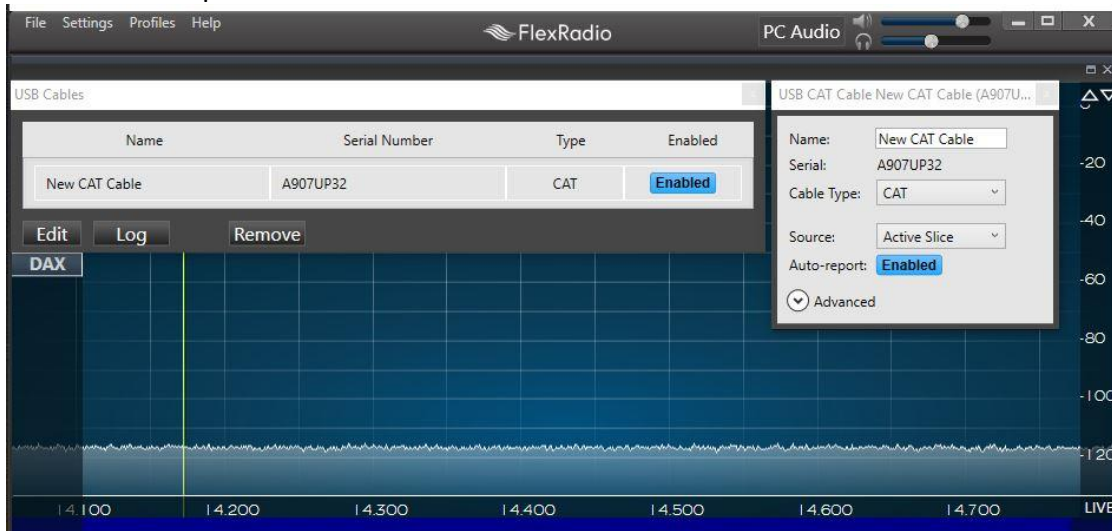 File Settings Profiles Help
FlexRadio
PC Audio
X
USB Cables
Name Serial Number Type Enabled
New CAT Cable A907UP32 CAT Enabled
Edit Log Remove
DAX
USB CAT Cable New CAT Cable (A907U...
Name: New CAT Cable
Serial: A907UP32
Cable Type: CAT
Source: Active Slice
Auto-report: Enabled
Advanced
-20
-40
-60
-80
-100
-120
14.100 14.200 14.300 14.400 14.500 14.600 14.700 LIVE